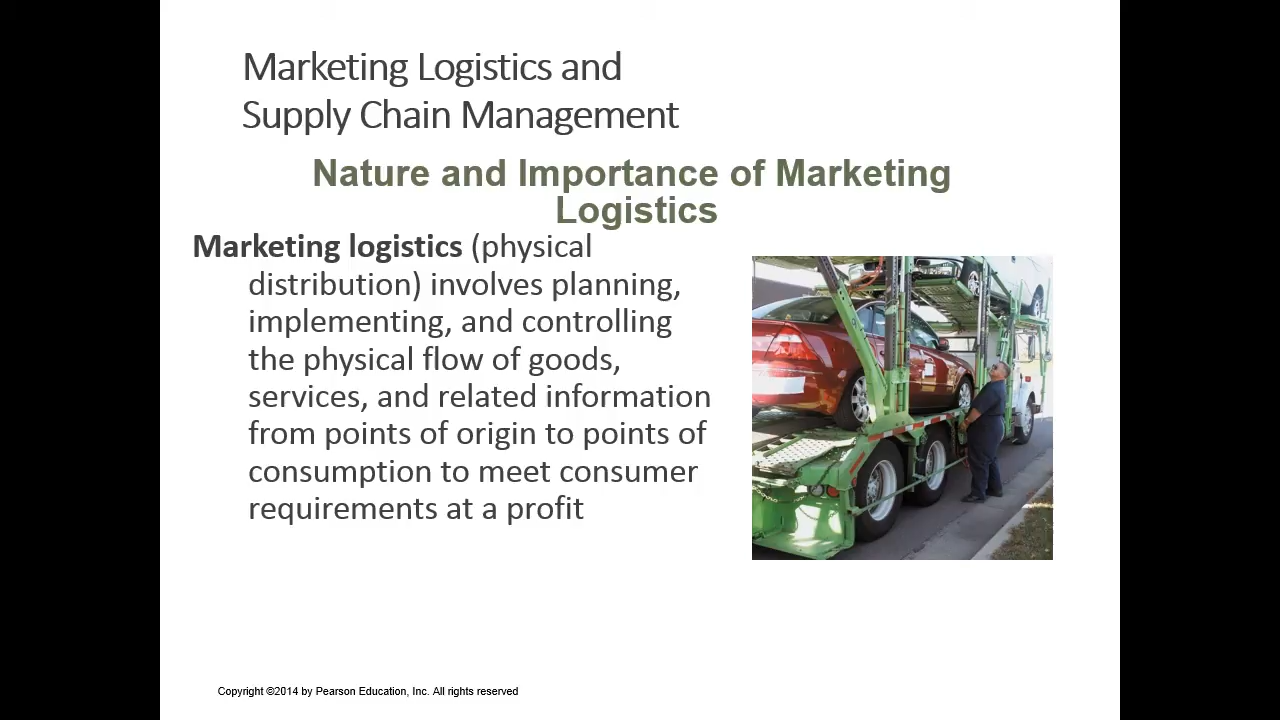 Marketing Logistics and
Supply Chain Management
Nature and Importance of Marketing
Logistics
Marketing logistics (physical
distribution) involves planning,
implementing, and controlling
the physical flow of goods,
services, and related information
from points of origin to points of
consumption to meet consumer
requirements at a profit
Copyright ©2014 by Pearson Education, Inc. All rights reserved